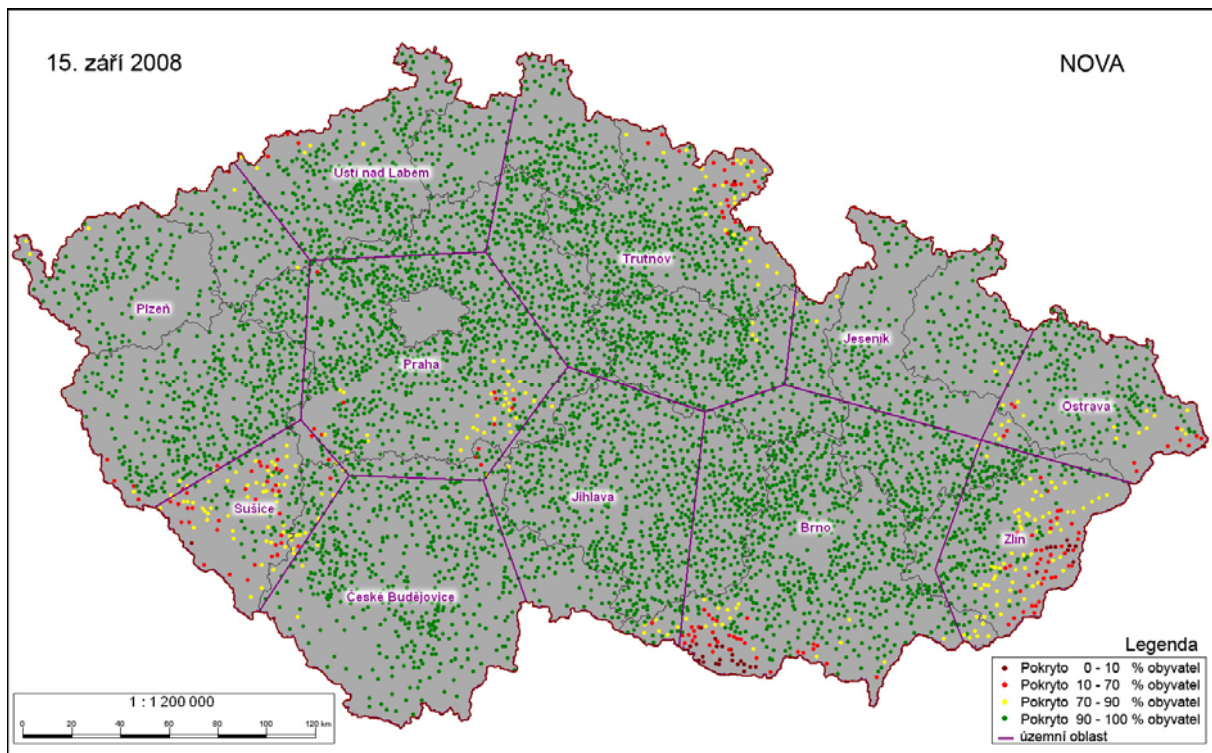 15. září 2008
NOVA
Ústí nad Labem
Trutnov
Plzeň
Praha
Jeseník
Ostrava
Sušice
Jihlava
Brno
Zlín
České Budějovice
Legenda
Pokryto 0 - 10 % obyvatel
Pokryto 10 - 70 % obyvatel
Pokryto 70 - 90 % obyvatel
Pokryto 90 - 100 % obyvatel
územní oblast
1 : 1 200 000
0 20 40 60 80 100 120 km